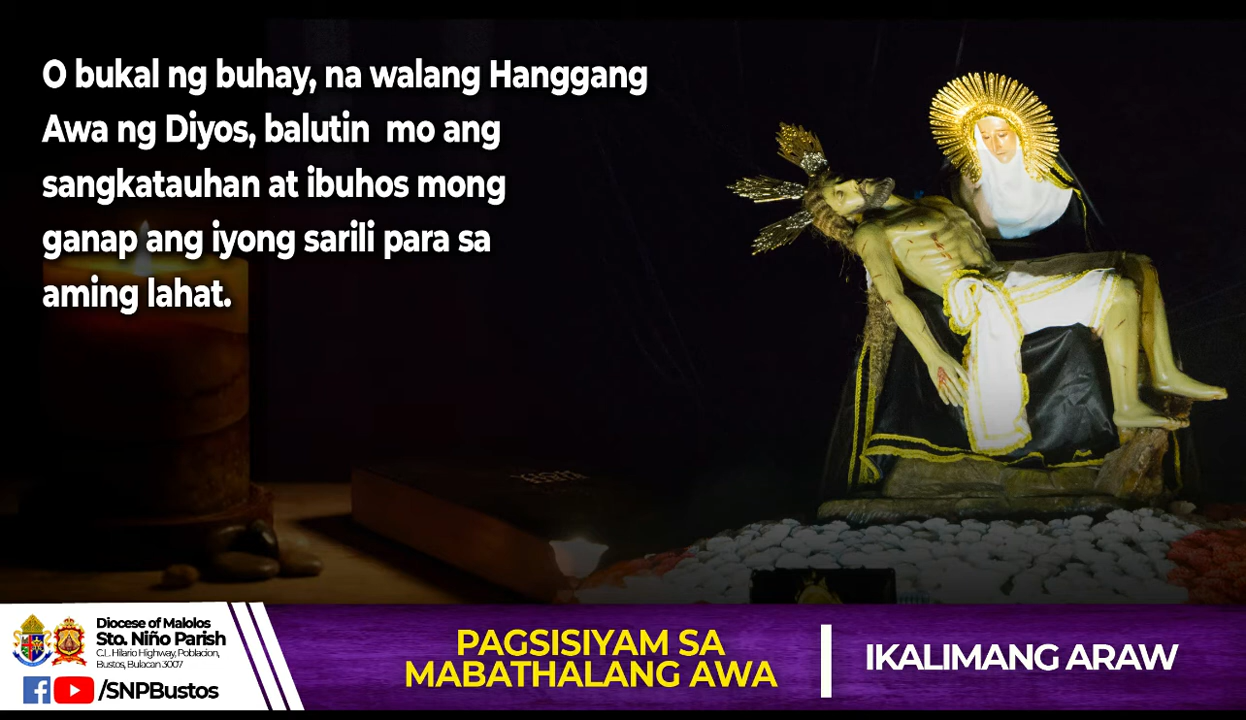 O bukal ng buhay, na walang Hanggang
Awa ng Diyos, balutin  mo ang
sangkatauhan at ibuhos mong
ganap ang iyong sarili para sa
aming lahat.
Diocese of Malolos
Sto. Niño Parish
C.L. Hilario Highway, Poblacion,
Bustos, Bulacan 3007
/SNPBustos
PAGSISIYAM SA
MABATHALANG AWA
IKALIMANG ARAW